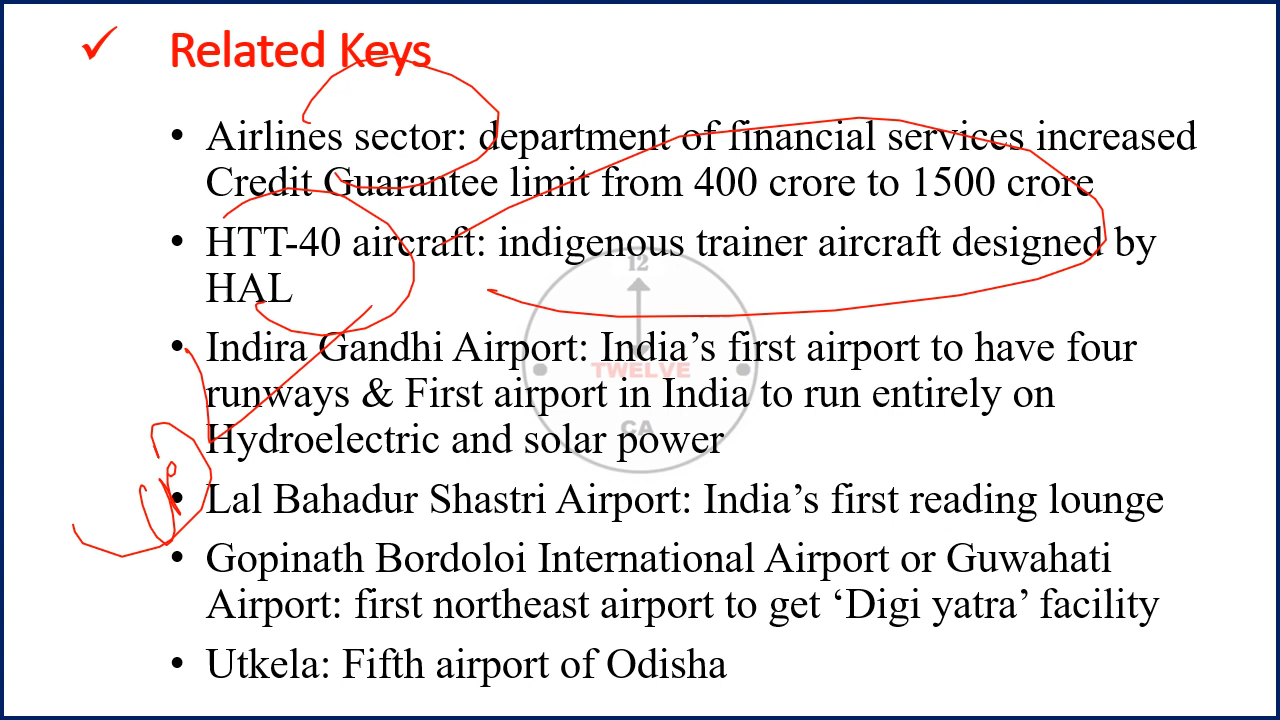 ✓ Related Keys
• Airlines sector: department of financial services increased
Credit Guarantee limit from 400 crore to 1500 crore
• HTT-40 aircraft: indigenous trainer aircraft designed by
HAL
• Indira Gandhi Airport: India’s first airport to have four
runways & First airport in India to run entirely on
Hydroelectric and solar power
• Lal Bahadur Shastri Airport: India’s first reading lounge
• Gopinath Bordoloi International Airport or Guwahati
Airport: first northeast airport to get ‘Digi yatra’ facility
• Utkela: Fifth airport of Odisha
12
TWELVE
CA